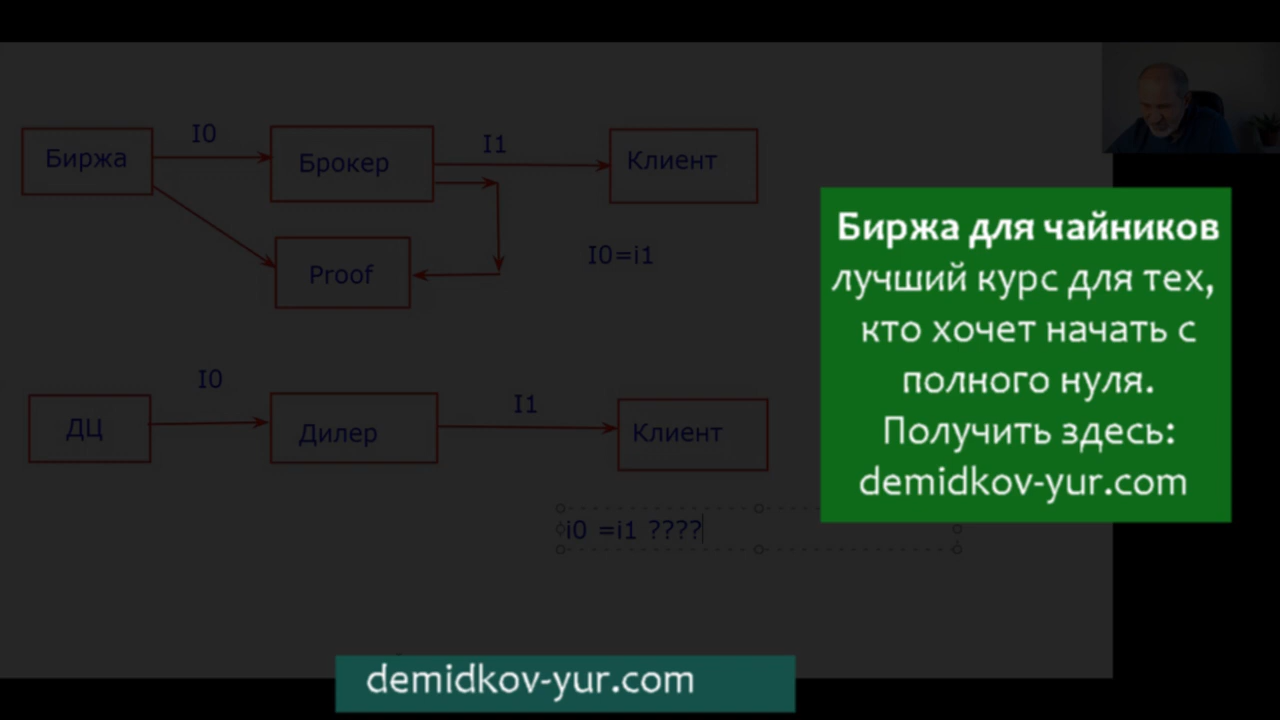 I0
I1
Биржа
Брокер
Клиент
Proof
I0=i1
I0
I1
ДЦ
Дилер
Клиент
i0 =i1 ????
Биржа для чайников
лучший курс для тех,
кто хочет начать с
полного нуля.
Получить здесь:
demidkov-yur.com
demidkov-yur.com